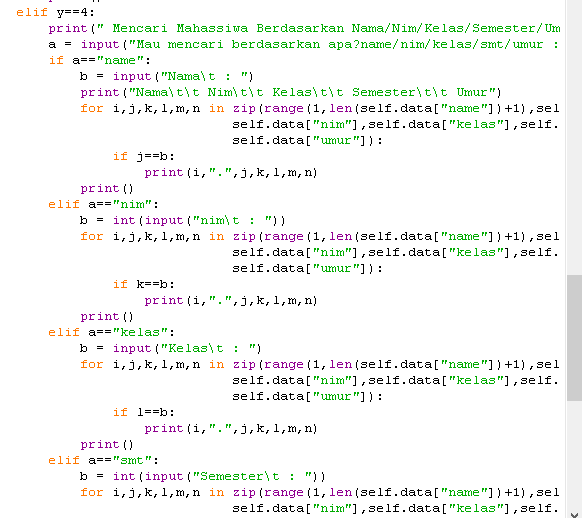 elif y==4:
    print(" Mencari Mahassiwa Berdasarkan Nama/Nim/Kelas/Semester/Um
    a = input("Mau mencari berdasarkan apa?name/nim/kelas/smt/umur :
    if a=="name":
        b = input("Nama\t : ")
        print("Nama\t\t Nim\t\t Kelas\t\t Semester\t\t Umur")
        for i,j,k,l,m,n in zip(range(1,len(self.data["name"])+1),sel
                           self.data["nim"],self.data["kelas"],self.
                           self.data["umur"]):
            if j==b:
                print(i,".",j,k,l,m,n)
        print()
    elif a=="nim":
        b = int(input("nim\t : "))
        for i,j,k,l,m,n in zip(range(1,len(self.data["name"])+1),sel
                           self.data["nim"],self.data["kelas"],self.
                           self.data["umur"]):
            if k==b:
                print(i,".",j,k,l,m,n)
        print()
    elif a=="kelas":
        b = input("Kelas\t : ")
        for i,j,k,l,m,n in zip(range(1,len(self.data["name"])+1),sel
                           self.data["nim"],self.data["kelas"],self.
                           self.data["umur"]):
            if l==b:
                print(i,".",j,k,l,m,n)
        print()
    elif a=="smt":
        b = int(input("Semester\t : "))
        for i,j,k,l,m,n in zip(range(1,len(self.data["name"])+1),sel
                           self.data["nim"],self.data["kelas"],self.